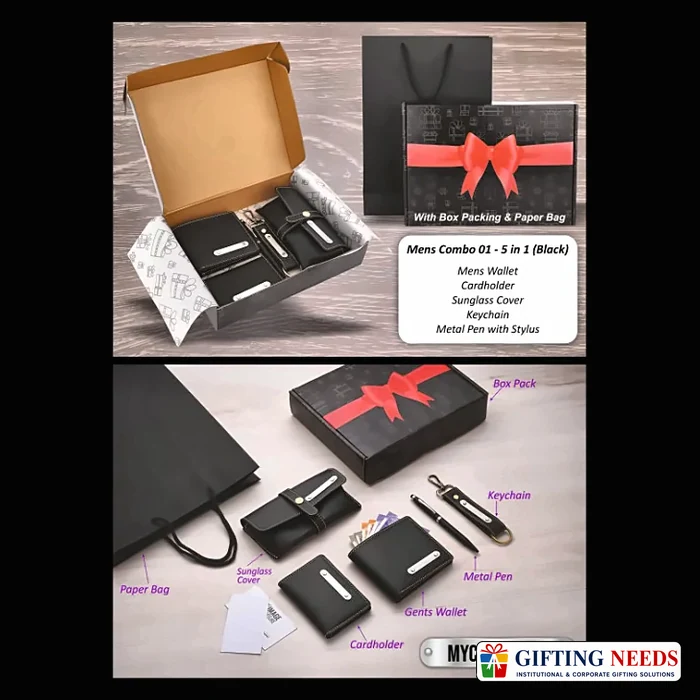 With Box Packing & Paper Bag
Mens Combo 01 - 5 in 1 (Black)
Mens Wallet
Cardholder
Sunglass Cover
Keychain
Metal Pen with Stylus
Box Pack
Keychain
Sunglass
Cover
Metal Pen
Paper Bag
Gents Wallet
Cardholder
GIFTING NEEDS
INSTITUTIONAL & CORPORATE GIFTING SOLUTIONS